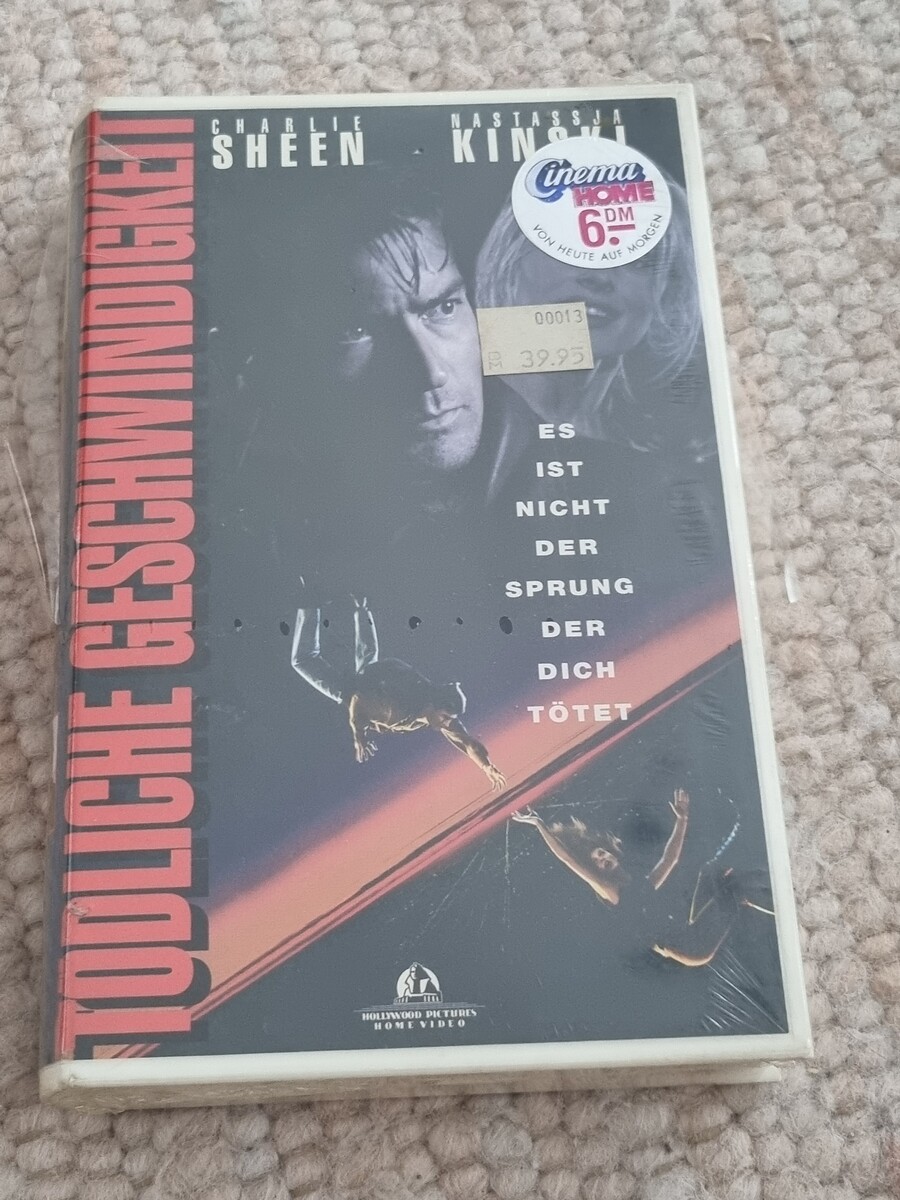 TÖDLICHE GESCHWINDIGKEIT
CHARLIE
SHEEN
NASTASSJA
KINSKI
Cinema
HOME
6.- DM
VON HEUTE AUF MORGEN
00013
DM 39.95
ES
IST
NICHT
DER
SPRUNG
DER
DICH
TÖTET
HOLLYWOOD PICTURES
HOME VIDEO